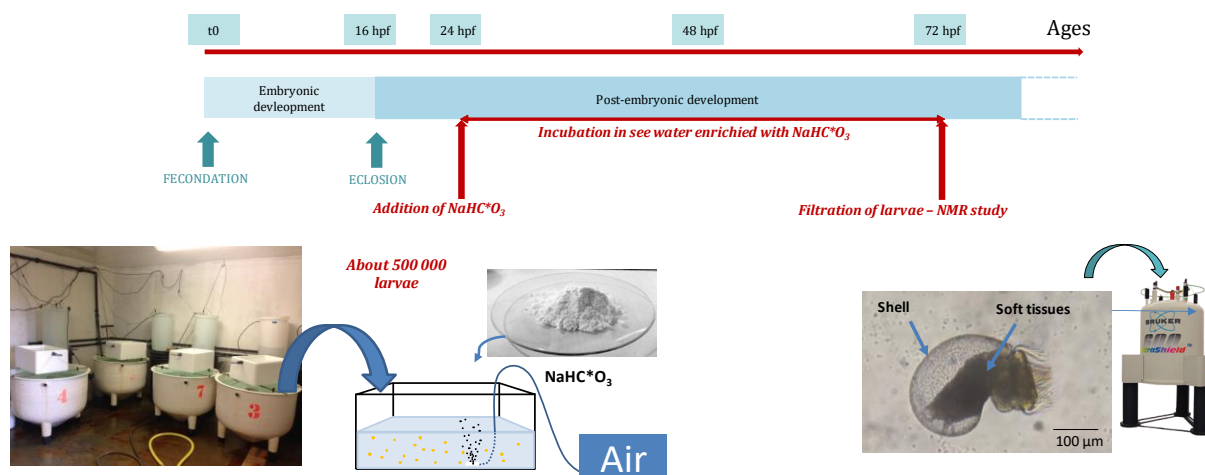 t0
16 hpf
24 hpf
48 hpf
72 hpf
Ages
Embryonic
devleopment
Post-embryonic development
Incubation in see water enrichied with NaHC*O₃
FECONDATION
ECLOSION
Addition of NaHC*O₃
Filtration of larvae – NMR study
About 500 000
larvae
4
7
3
NaHC*O₃
Air
Shell
Soft tissues
100 µm
BRUKER